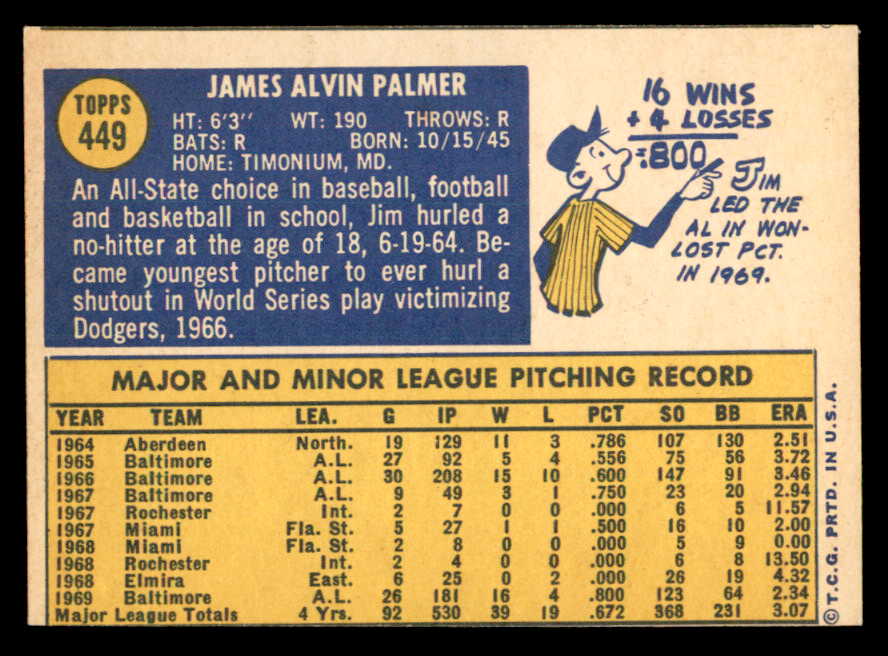 TOPPS
449
JAMES ALVIN PALMER
HT: 6'3" WT: 190 THROWS: R
BATS: R BORN: 10/15/45
HOME: TIMONIUM, MD.
An All-State choice in baseball, football
and basketball in school, Jim hurled a
no-hitter at the age of 18, 6-19-64. Be-
came youngest pitcher to ever hurl a
shutout in World Series play victimizing
Dodgers, 1966.
16 WINS
+ 4 LOSSES
= .800
JIM
LED THE
AL IN WON-
LOST PCT.
IN 1969.
MAJOR AND MINOR LEAGUE PITCHING RECORD
YEAR TEAM LEA. G IP W L PCT SO BB ERA
1964 Aberdeen North. 19 129 11 3 .786 107 130 2.51
1965 Baltimore A.L. 27 92 5 4 .556 75 56 3.72
1966 Baltimore A.L. 30 208 15 10 .600 147 91 3.46
1967 Baltimore A.L. 9 49 3 1 .750 23 20 2.94
1967 Rochester Int. 2 7 0 0 .000 6 5 11.57
1967 Miami Fla. St. 5 27 1 1 .500 16 10 2.00
1968 Miami Fla. St. 2 8 0 0 .000 5 9 0.00
1968 Rochester Int. 2 4 0 0 .000 6 8 13.50
1968 Elmira East. 6 25 0 2 .000 26 19 4.32
1969 Baltimore A.L. 26 181 16 4 .800 123 64 2.34
Major League Totals 4 Yrs. 92 530 39 19 .672 368 231 3.07
© T.C.G. PRTD. IN U.S.A.